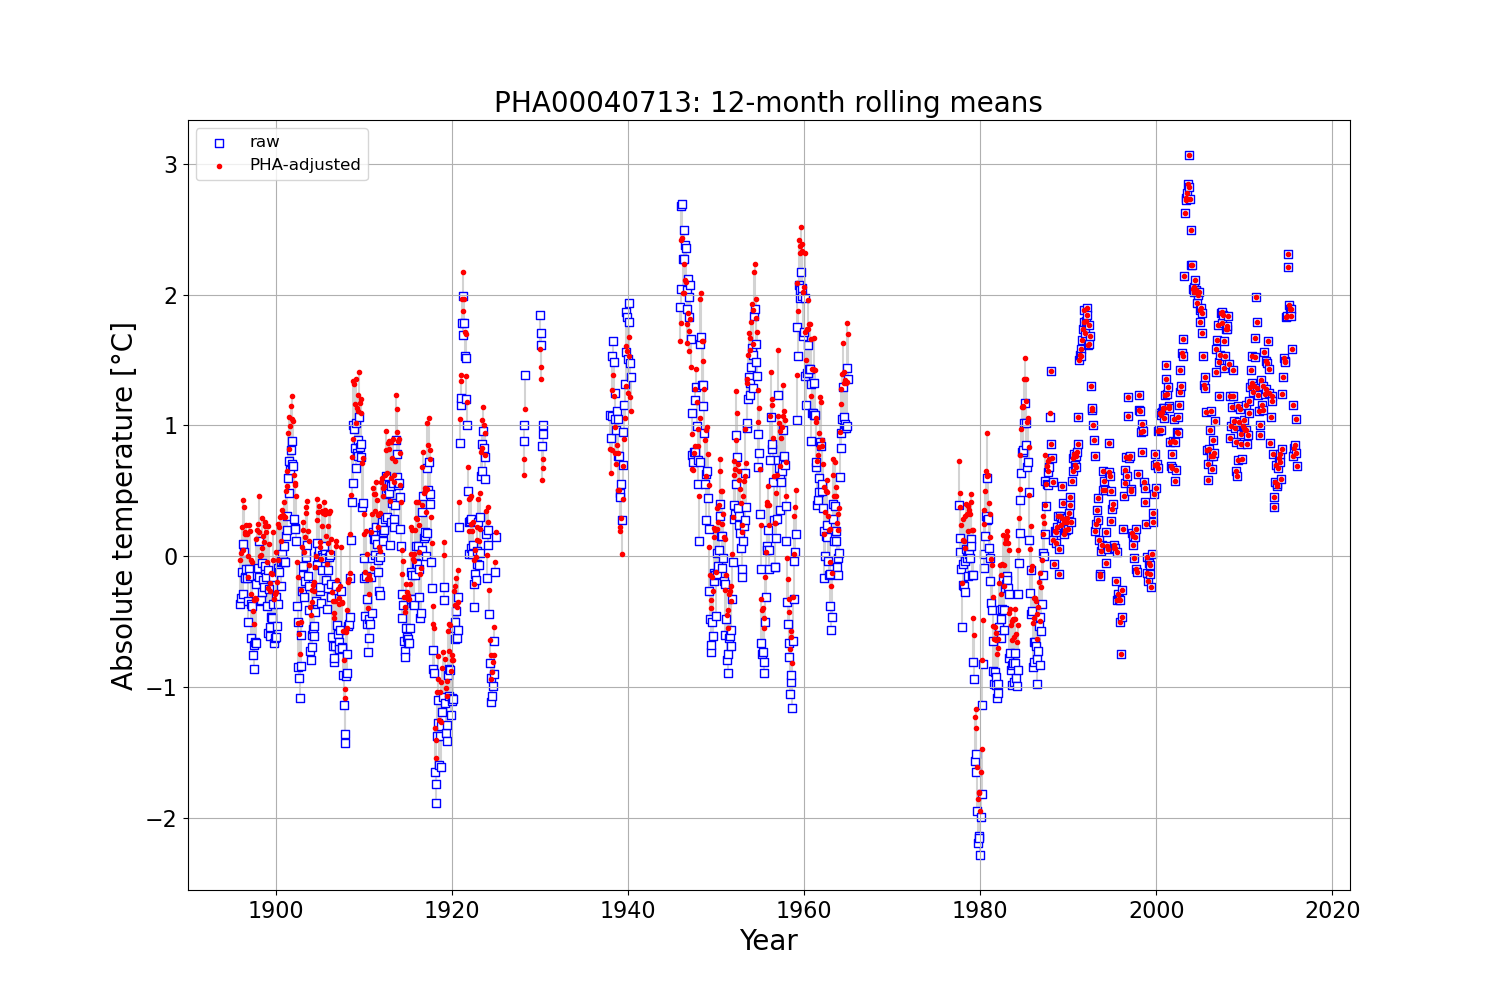 PHA00040713: 12-month rolling means
raw
PHA-adjusted
3
2
1
0
−1
−2
Absolute temperature [°C]
1900 1920 1940 1960 1980 2000 2020
Year